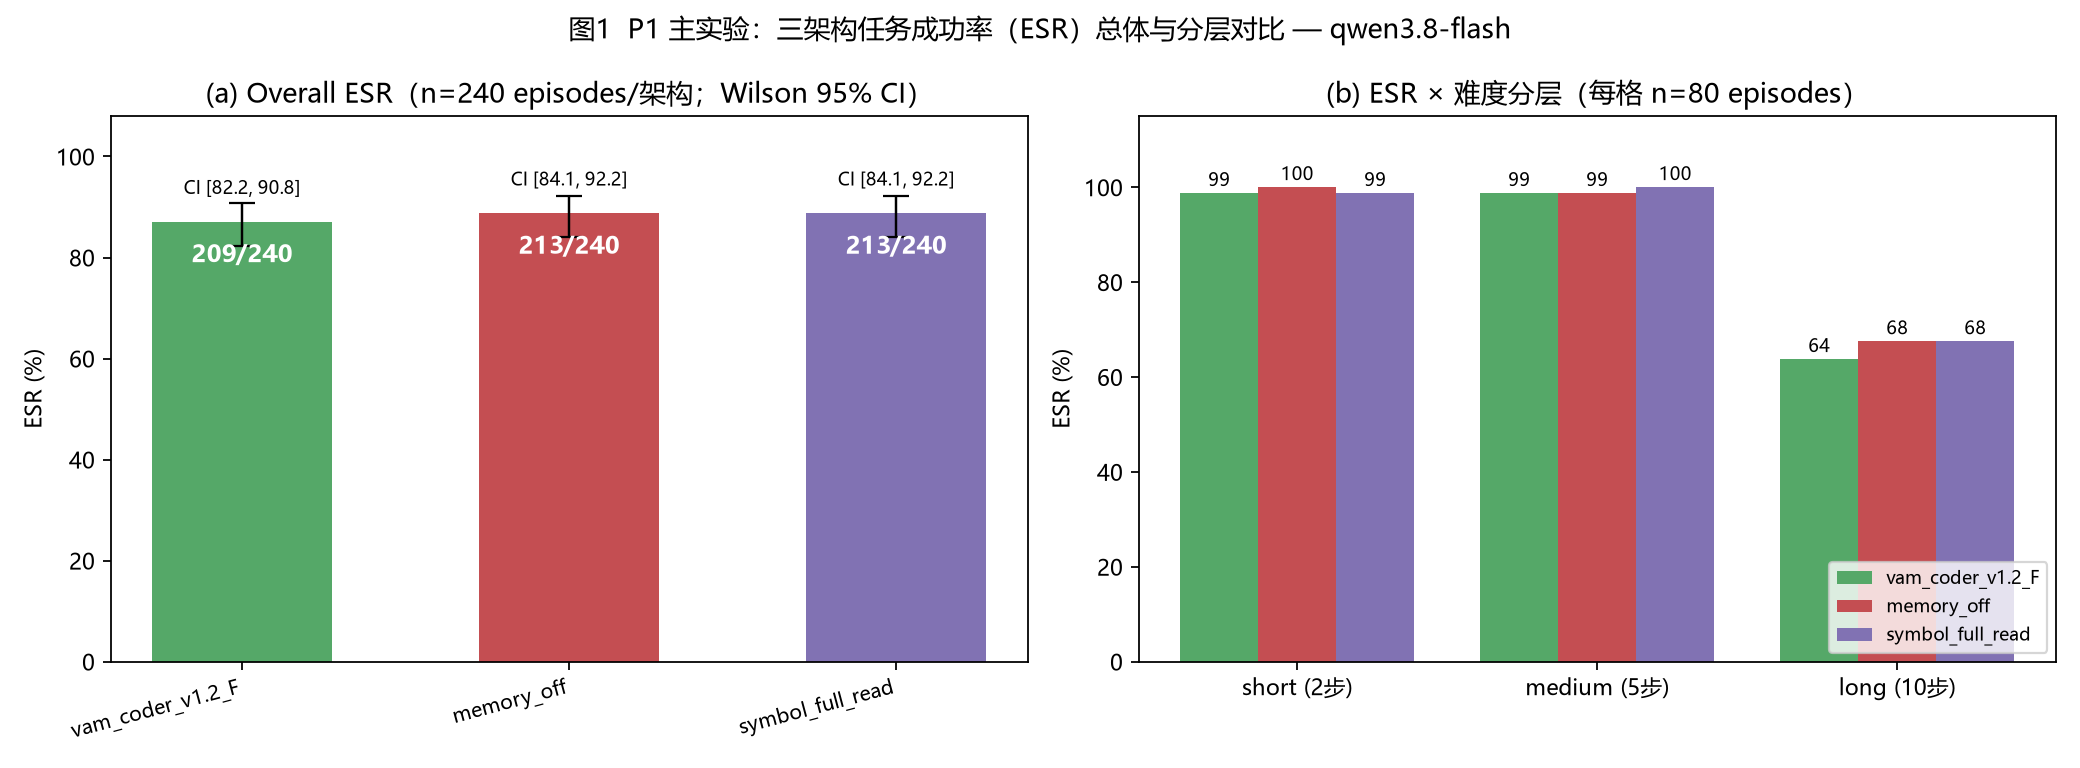 图1  P1 主实验：三架构任务成功率（ESR）总体与分层对比 — qwen3.8-flash
(a) Overall ESR（n=240 episodes/架构；Wilson 95% CI）
ESR (%)
100
80
60
40
20
0
CI [82.2, 90.8]
CI [84.1, 92.2]
CI [84.1, 92.2]
209/240
213/240
213/240
vam_coder_v1.2_F
memory_off
symbol_full_read
(b) ESR × 难度分层（每格 n=80 episodes）
ESR (%)
100
80
60
40
20
0
99
100
99
99
99
100
64
68
68
short (2步)
medium (5步)
long (10步)
vam_coder_v1.2_F
memory_off
symbol_full_read